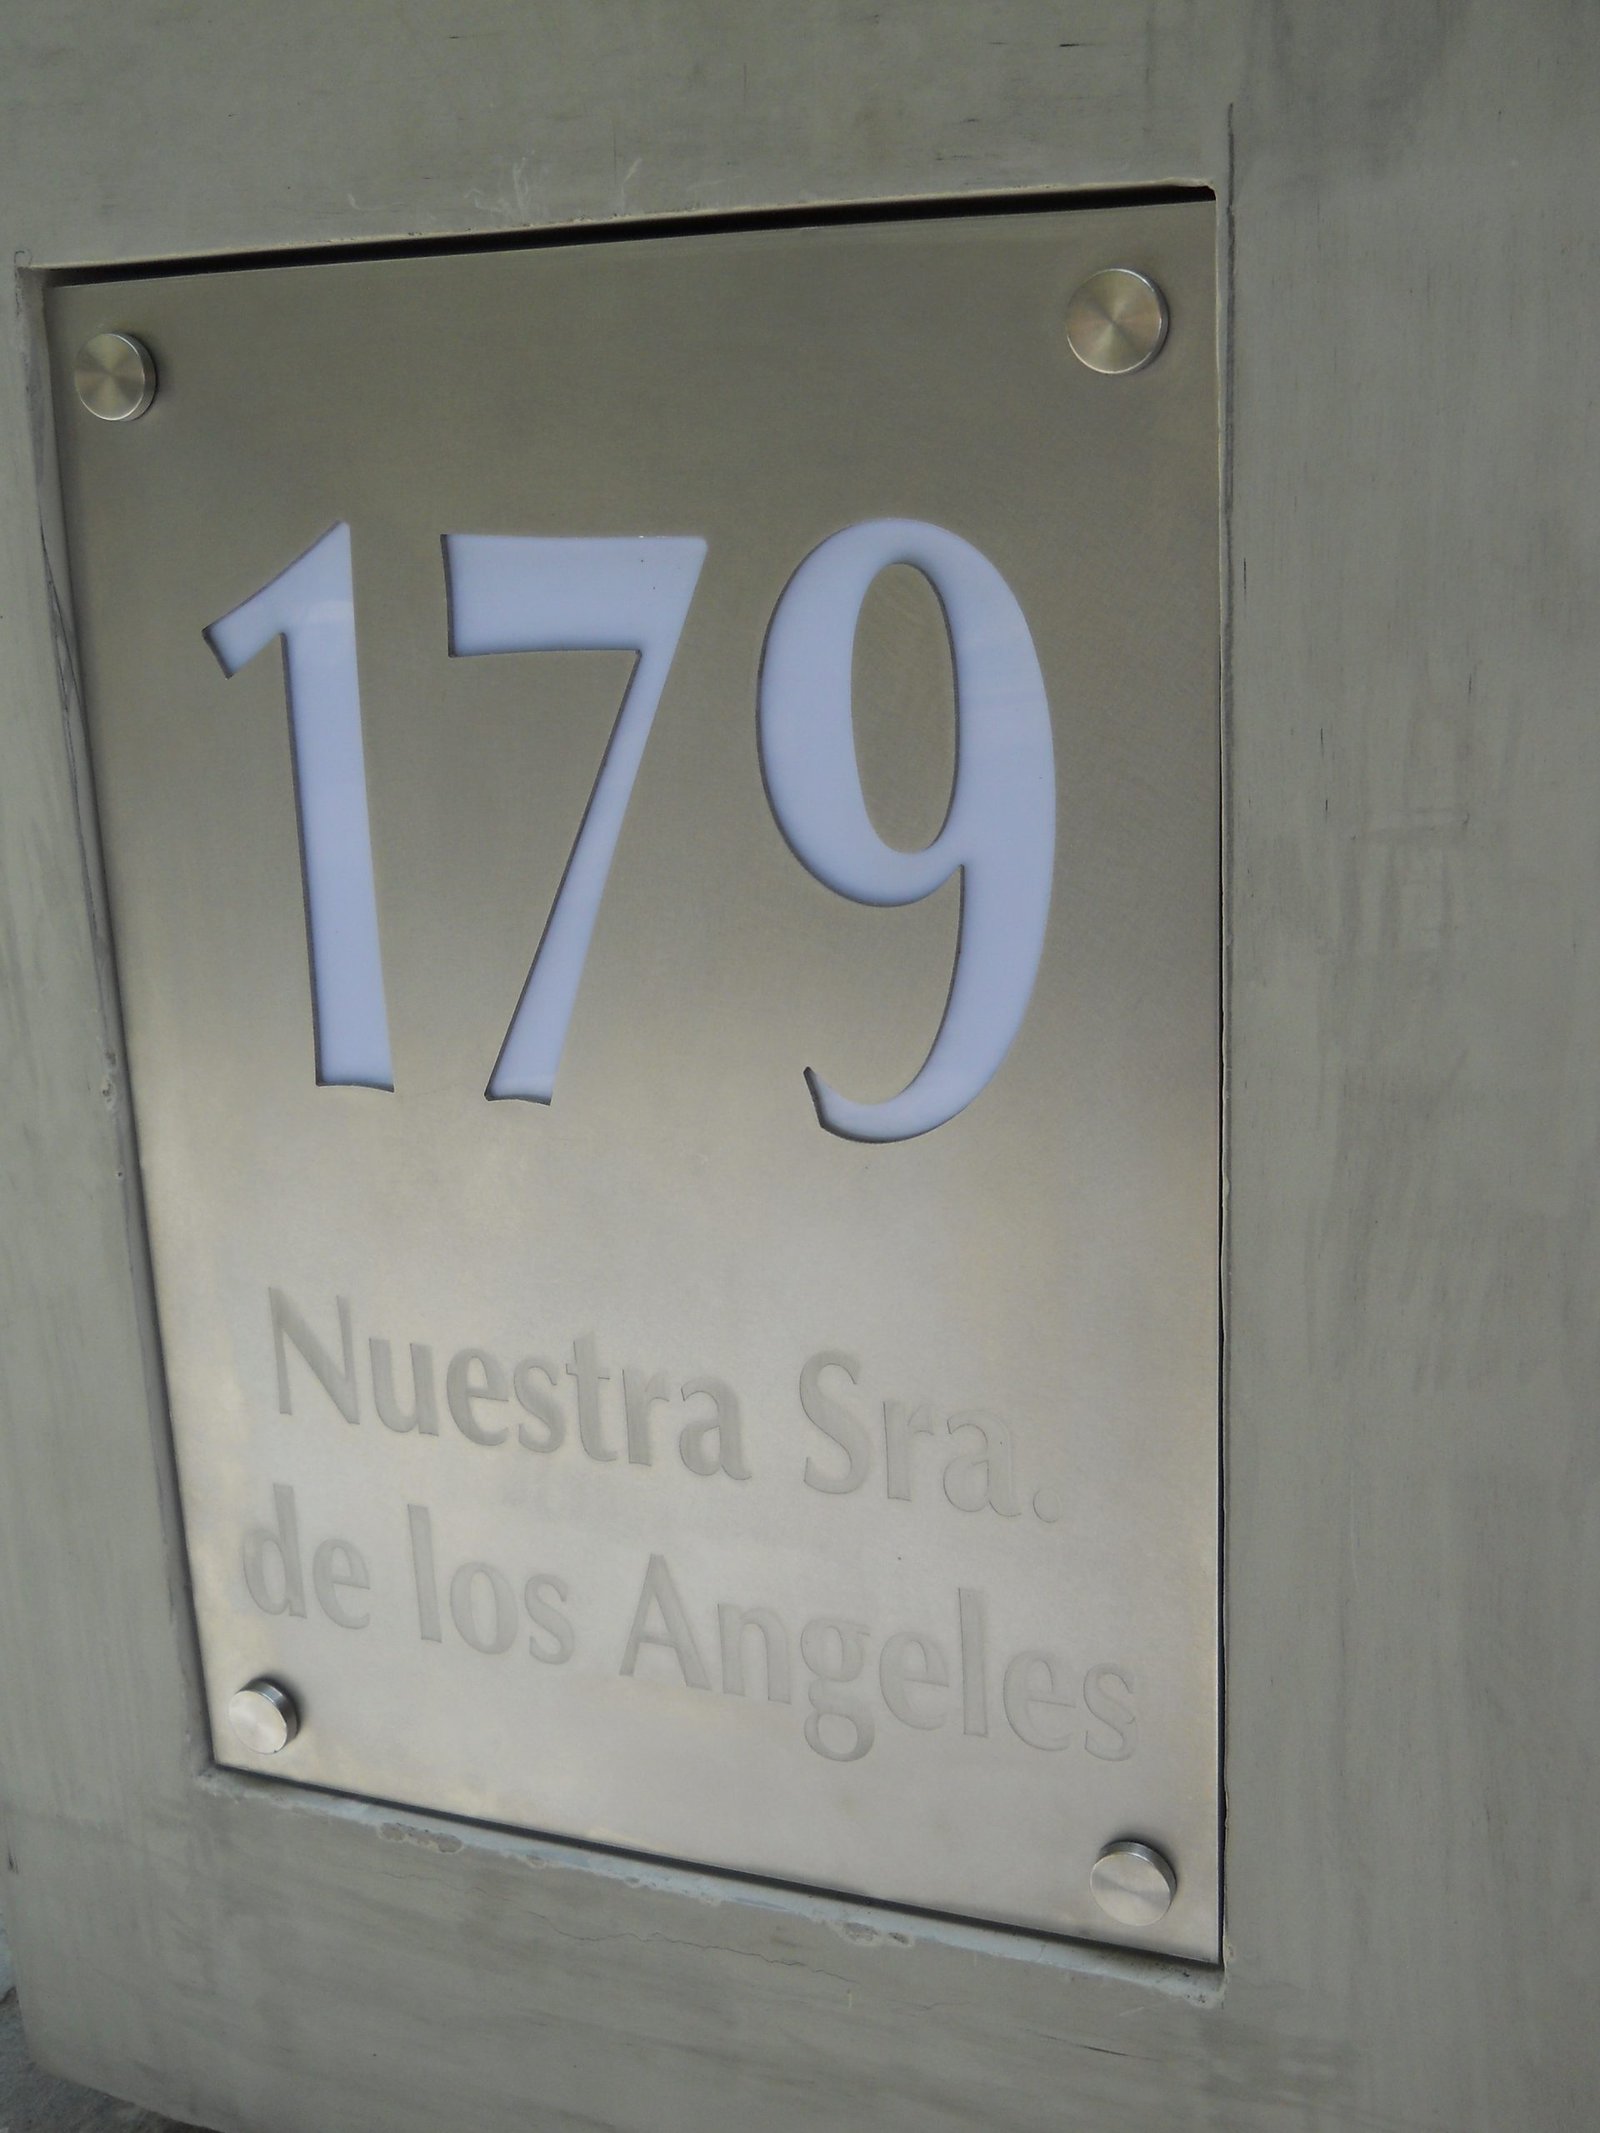 179
Nuestra Sra.
de los Angeles